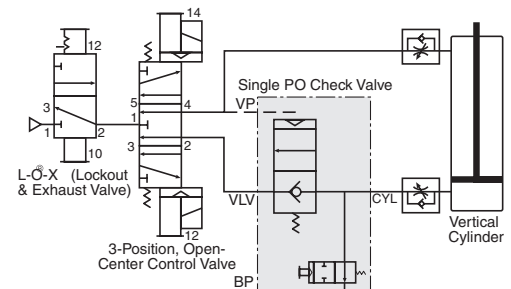 14
12
Single PO Check Valve
3
5
4
VP
1
2
1
3
2
10
L-O-X® (Lockout
& Exhaust Valve)
VLV
CYL
12
Vertical
Cylinder
3-Position, Open-
Center Control Valve
BP